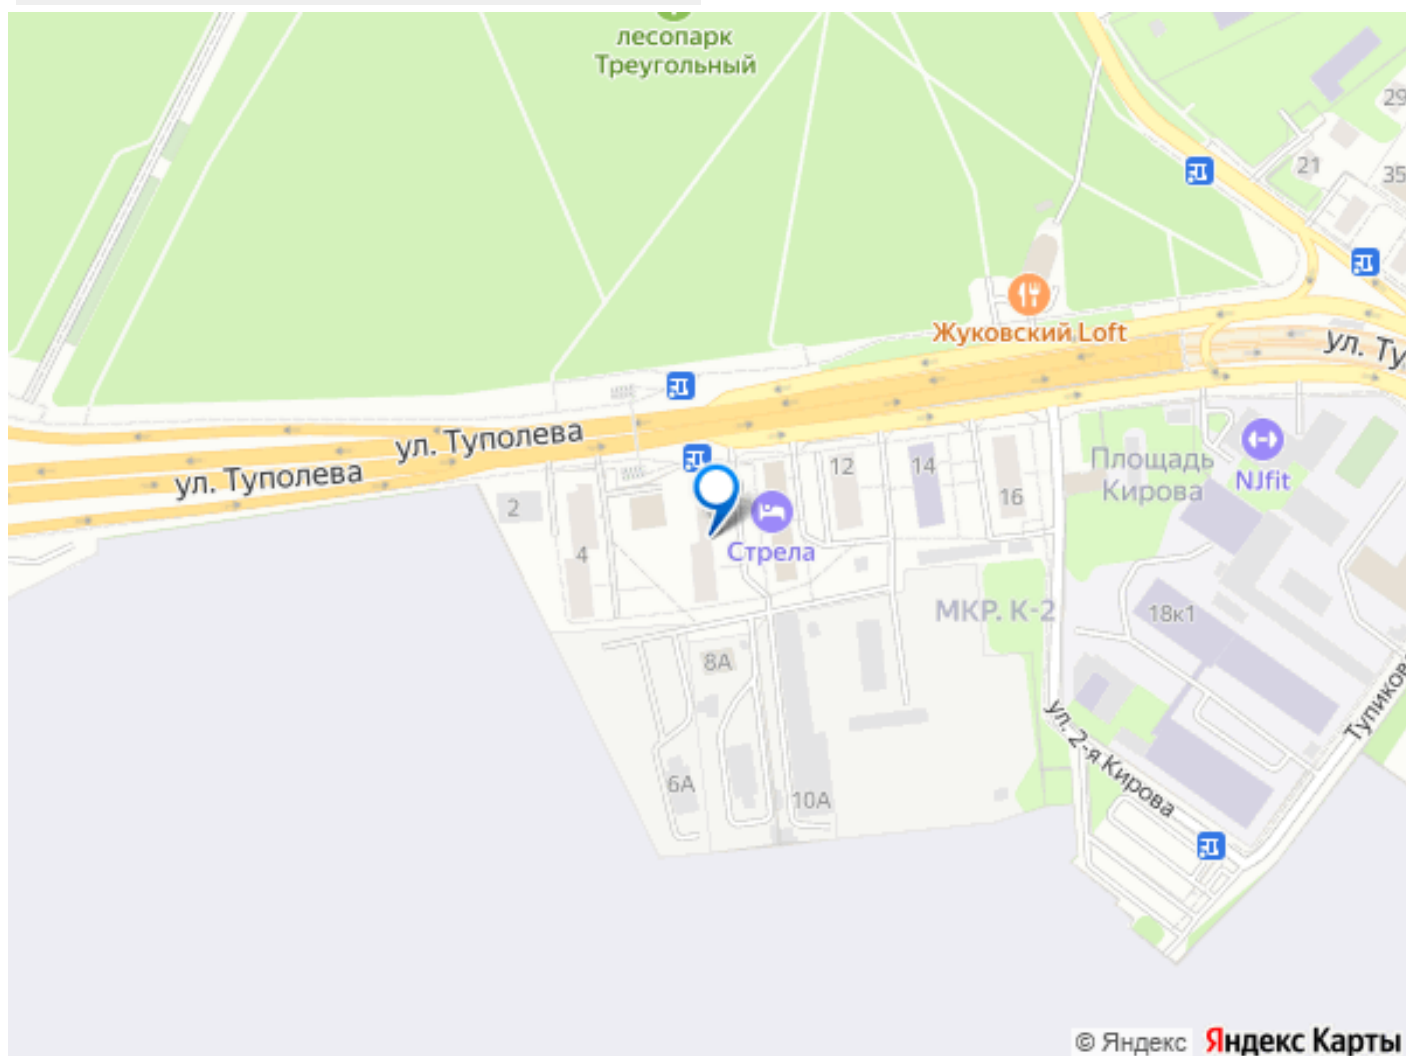 лесопарк
Треугольный
29
21
35
Жуковский Loft
ул. Ту
ул. Туполева
ул. Туполева
12
14
16
Площадь
Кирова
NJfit
2
4
Стрела
МКР. К-2
18к1
8А
6А
10А
ул. 2-я Кирова
Тупиков
© Яндекс Яндекс Карты